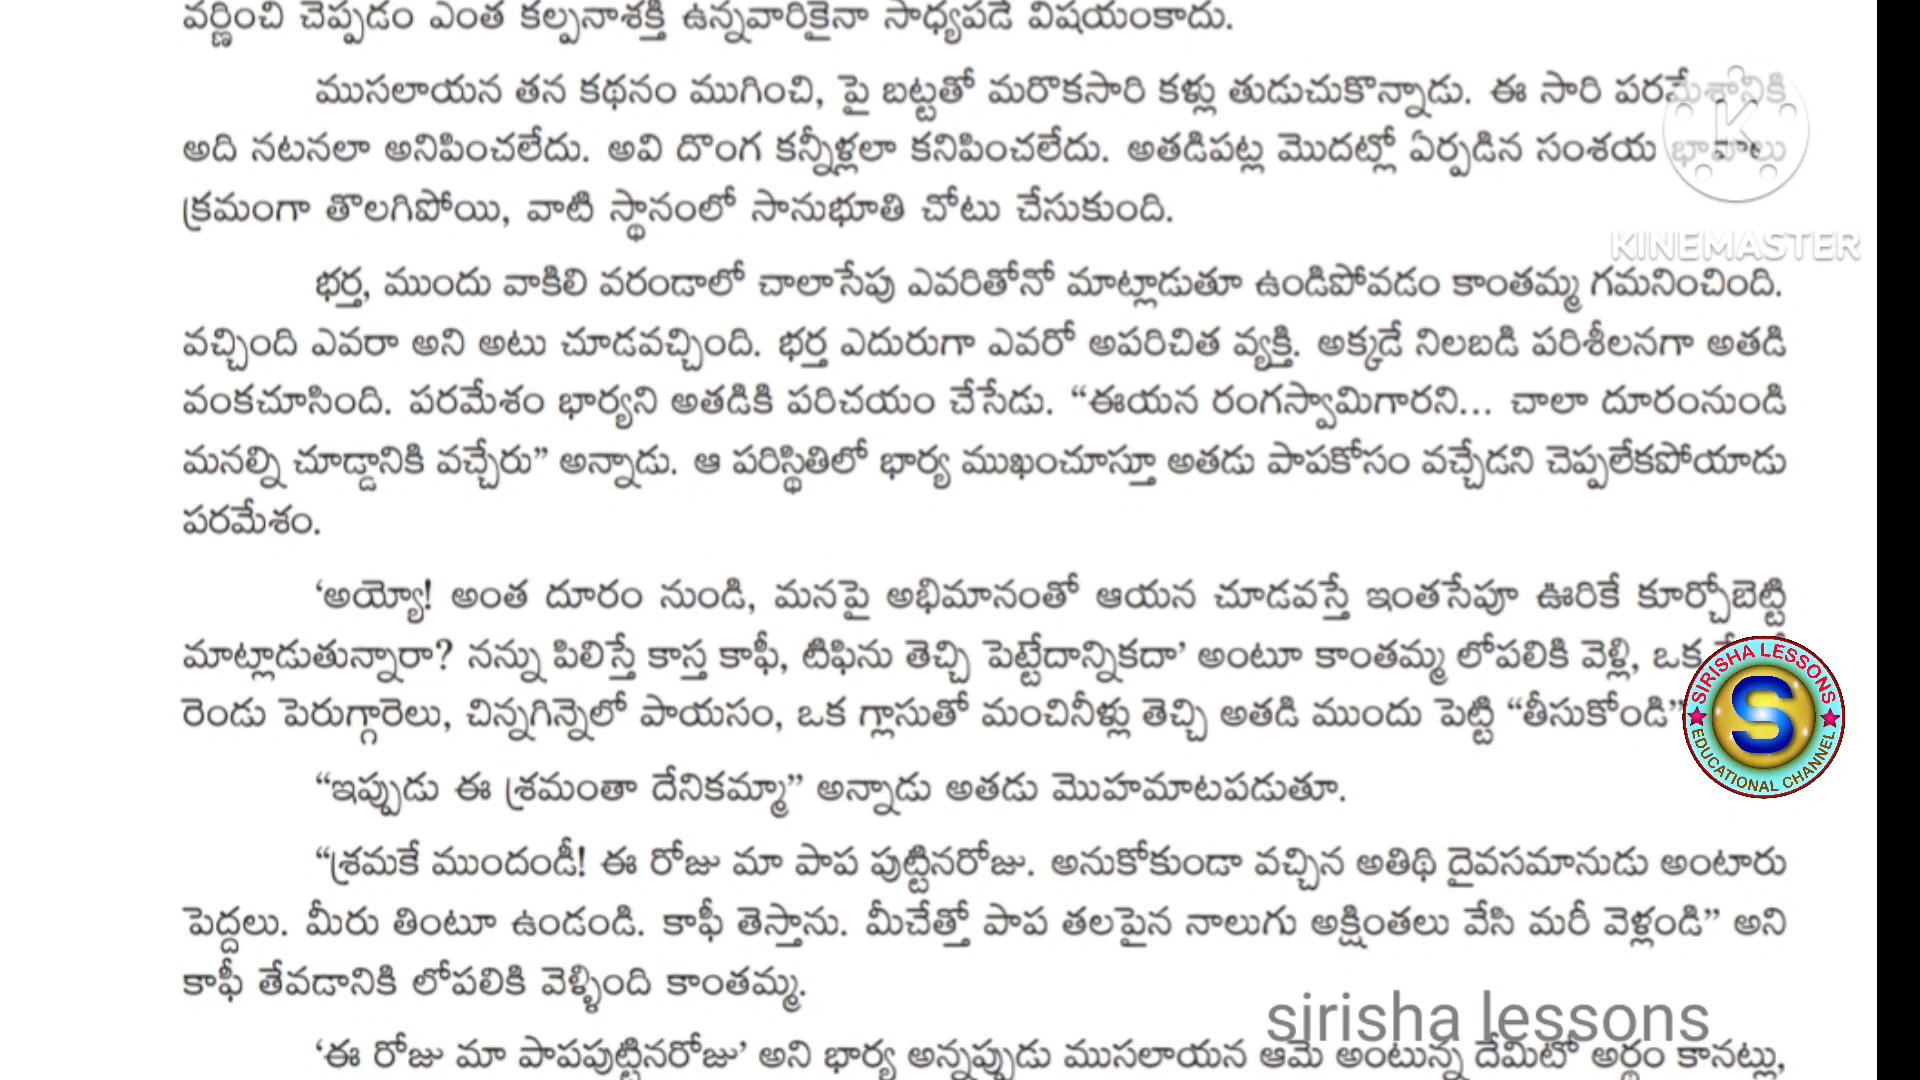 వర్ణించి చెప్పడం ఎంత కల్పనాశక్తి ఉన్నవారికైనా సాధ్యపడే విషయంకాదు.
ముసలాయన తన కథనం ముగించి, పై బట్టతో మరొకసారి కళ్లు తుడుచుకొన్నాడు. ఈ సారి పరమేశానికి
అది నటనలా అనిపించలేదు. అవి దొంగ కన్నీళ్లలా కనిపించలేదు. అతడిపట్ల మొదట్లో ఏర్పడిన సంశయ భావాలు
క్రమంగా తొలగిపోయి, వాటి స్థానంలో సానుభూతి చోటు చేసుకుంది.
KINEMASTER
భర్త, ముందు వాకిలి వరండాలో చాలాసేపు ఎవరితోనో మాట్లాడుతూ ఉండిపోవడం కాంతమ్మ గమనించింది.
వచ్చింది ఎవరా అని అటు చూడవచ్చింది. భర్త ఎదురుగా ఎవరో అపరిచిత వ్యక్తి. అక్కడే నిలబడి పరిశీలనగా అతడి
వంకచూసింది. పరమేశం భార్యని అతడికి పరిచయం చేసేడు. “ఈయన రంగస్వామిగారని... చాలా దూరంనుండి
మనల్ని చూడ్డానికి వచ్చేరు” అన్నాడు. ఆ పరిస్థితిలో భార్య ముఖంచూస్తూ అతడు పాపకోసం వచ్చేడని చెప్పలేకపోయాడు
పరమేశం.
‘అయ్యో! అంత దూరం నుండి, మనపై అభిమానంతో ఆయన చూడవస్తే ఇంతసేపూ ఊరికే కూర్చోబెట్టి
మాట్లాడుతున్నారా? నన్ను పిలిస్తే కాస్త కాఫీ, టిఫిను తెచ్చి పెట్టేదాన్నికదా’ అంటూ కాంతమ్మ లోపలికి వెళ్లి, ఒక
రెండు పెరుగ్గారెలు, చిన్నగిన్నెలో పాయసం, ఒక గ్లాసుతో మంచినీళ్లు తెచ్చి అతడి ముందు పెట్టి “తీసుకోండి”
SIRISHA LESSONS
S
EDUCATIONAL CHANNEL
“ఇప్పుడు ఈ శ్రమంతా దేనికమ్మా” అన్నాడు అతడు మొహమాటపడుతూ.
“శ్రమకే ముందండీ! ఈ రోజు మా పాప పుట్టినరోజు. అనుకోకుండా వచ్చిన అతిథి దైవసమానుడు అంటారు
పెద్దలు. మీరు తింటూ ఉండండి. కాఫీ తెస్తాను. మీచేత్తో పాప తలపైన నాలుగు అక్షింతలు వేసి మరీ వెళ్లండి” అని
కాఫీ తేవడానికి లోపలికి వెళ్ళింది కాంతమ్మ.
sirisha lessons
‘ఈ రోజు మా పాపపుట్టినరోజు’ అని భార్య అన్నప్పుడు ముసలాయన ఆమె అంటున్న దేమిటో అర్థం కానట్లు,